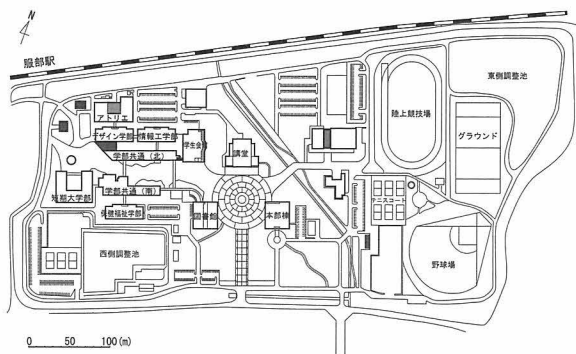 N
服部駅
東側調整池
アトリエ
陸上競技場
グラウンド
デザイン学部
情報工学部
学生会館
講堂
学部共通（北）
学部共通（南）
短期大学部
テニスコート
保健福祉学部
図書館
本部棟
西側調整池
野球場
0 50 100(m)